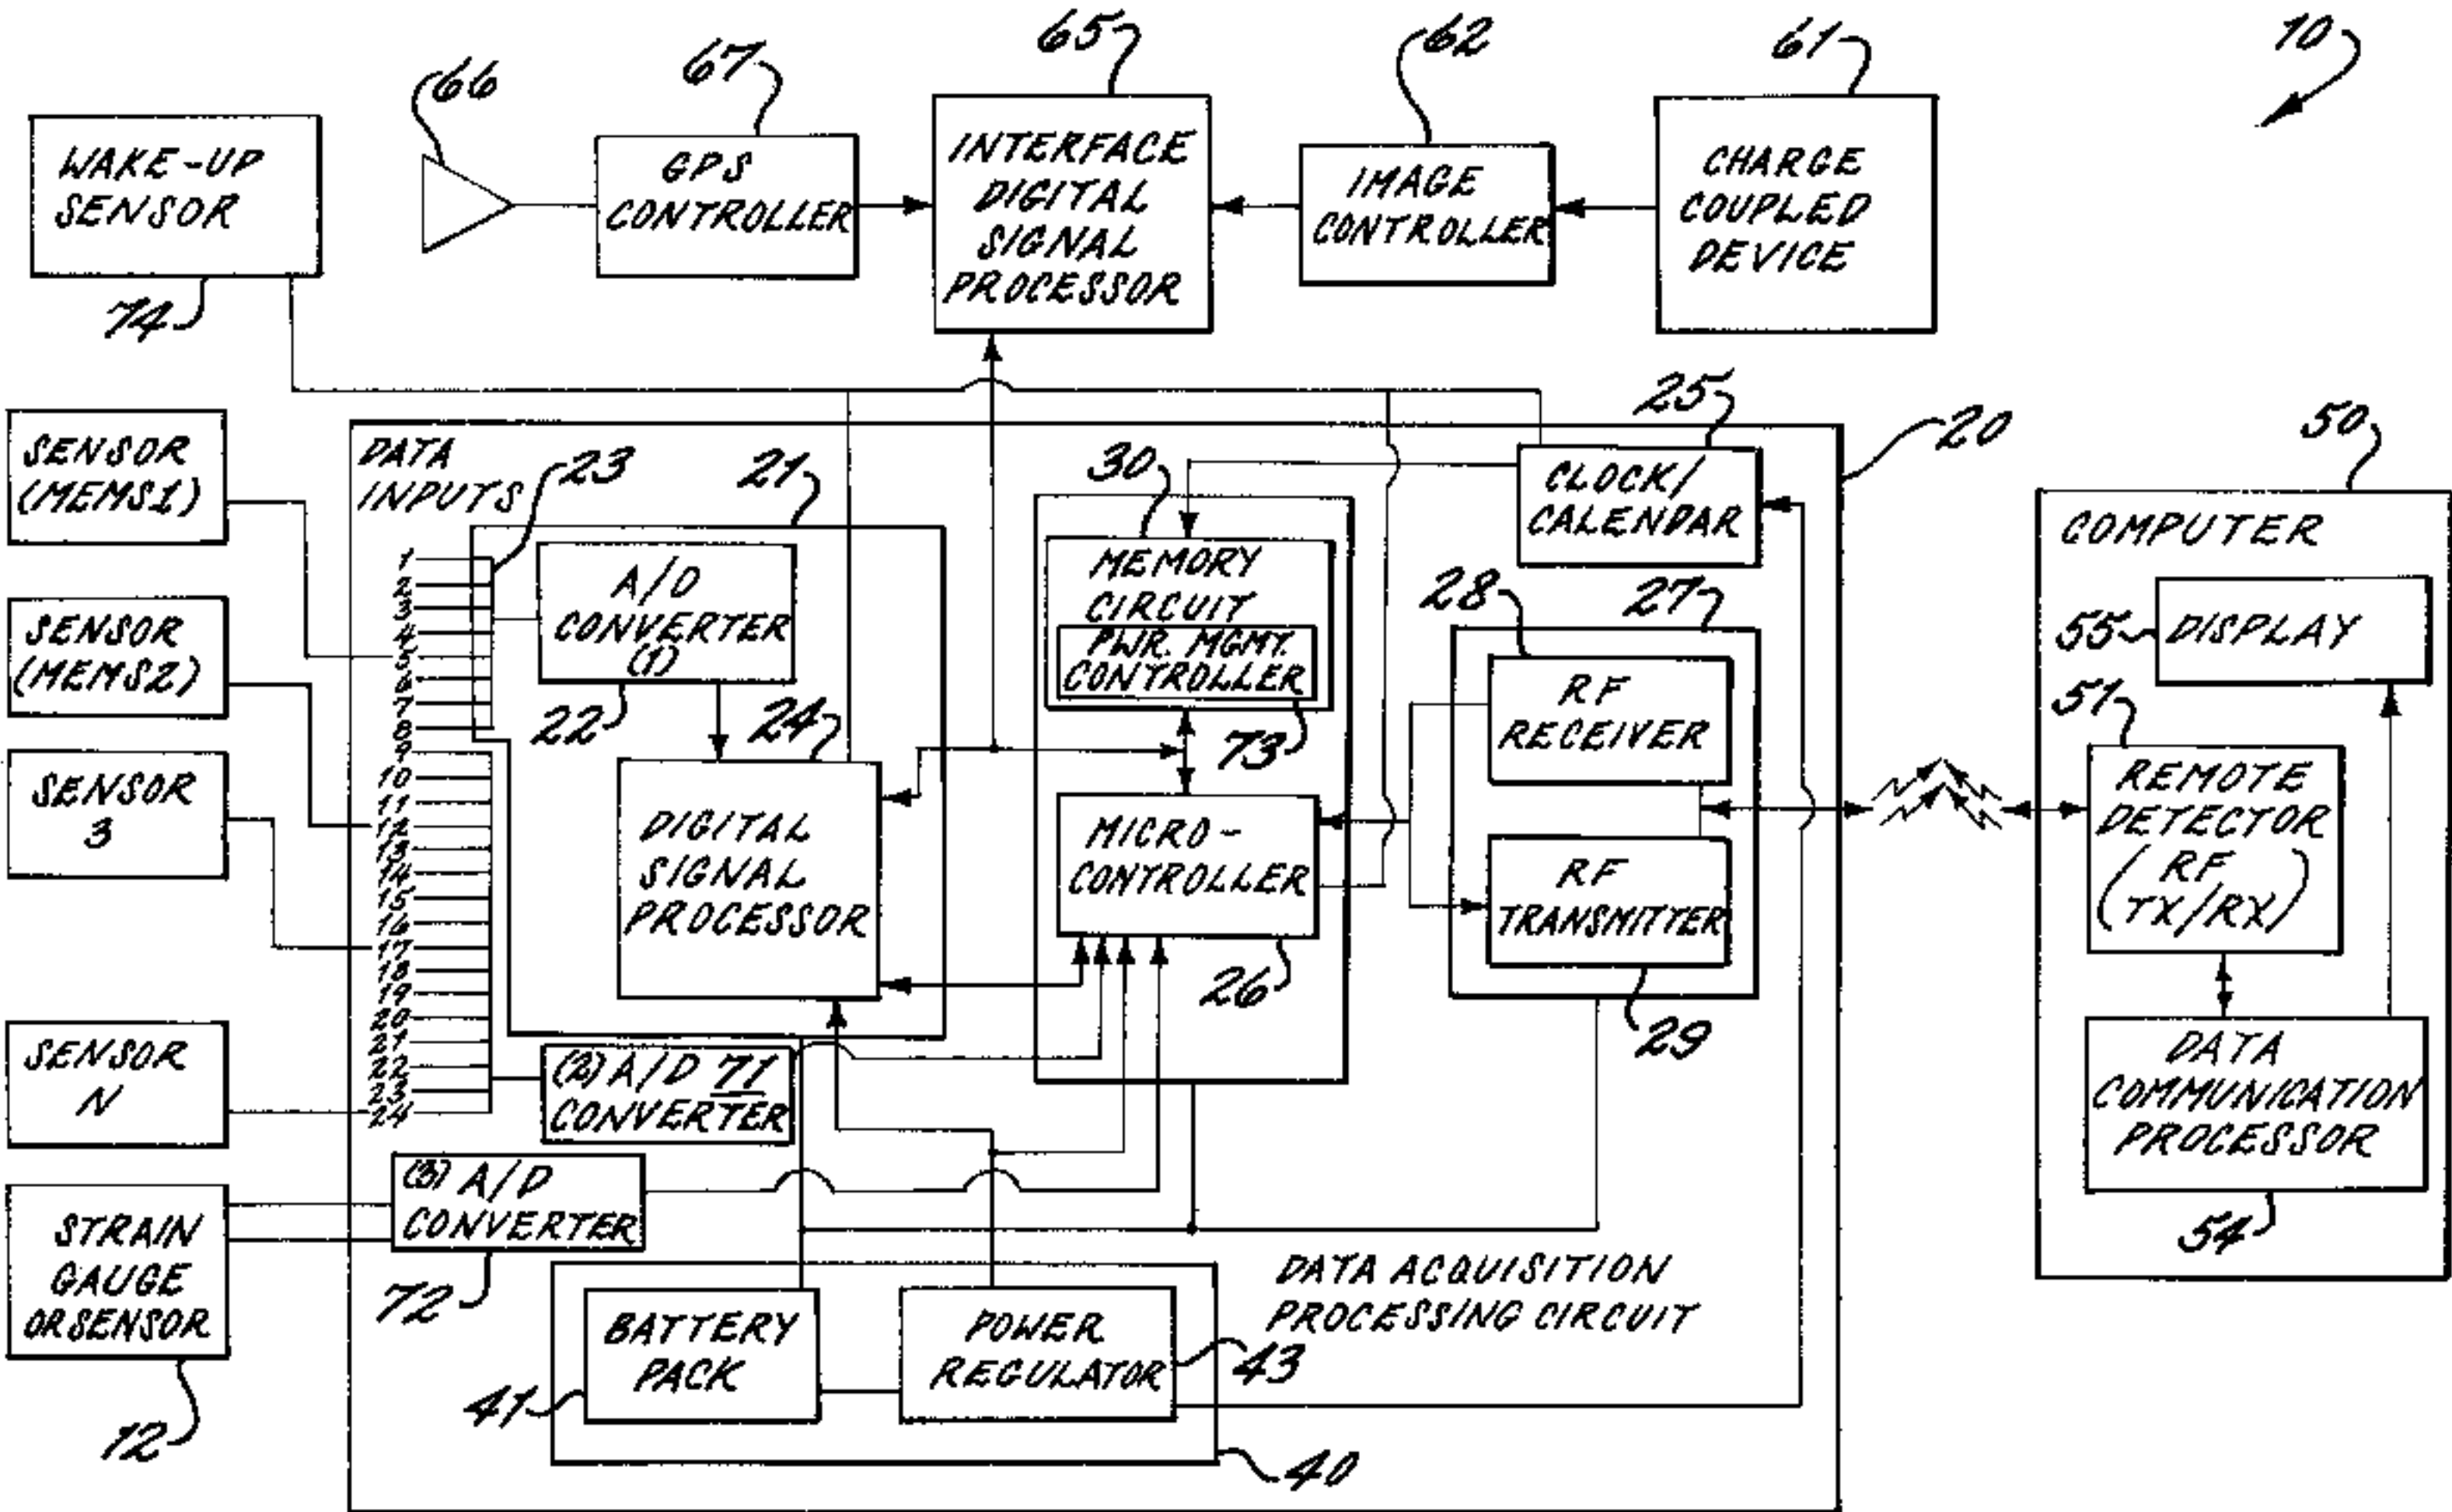 65
62
61
10
67
66
WAKE-UP
SENSOR
74
GPS
CONTROLLER
INTERFACE
DIGITAL
SIGNAL
PROCESSOR
IMAGE
CONTROLLER
CHARGE
COUPLED
DEVICE
SENSOR
(MEMS1)
SENSOR
(MEMS2)
SENSOR
3
SENSOR
N
STRAIN
GAUGE
OR SENSOR
12
DATA
INPUTS
23
21
1
2
3
4
5
6
7
8
9
10
11
12
13
14
15
16
17
18
19
20
21
22
23
24
A/D
CONVERTER
(1)
22
24
DIGITAL
SIGNAL
PROCESSOR
(2) A/D 71
CONVERTER
(3) A/D
CONVERTER
72
30
MEMORY
CIRCUIT
PWR. MGMT.
CONTROLLER
73
MICRO-
CONTROLLER
26
25
CLOCK/
CALENDAR
20
28
27
RF
RECEIVER
RF
TRANSMITTER
29
BATTERY
PACK
41
POWER
REGULATOR
43
40
DATA ACQUISITION
PROCESSING CIRCUIT
50
COMPUTER
55
DISPLAY
51
REMOTE
DETECTOR
(RF
TX/RX)
DATA
COMMUNICATION
PROCESSOR
54